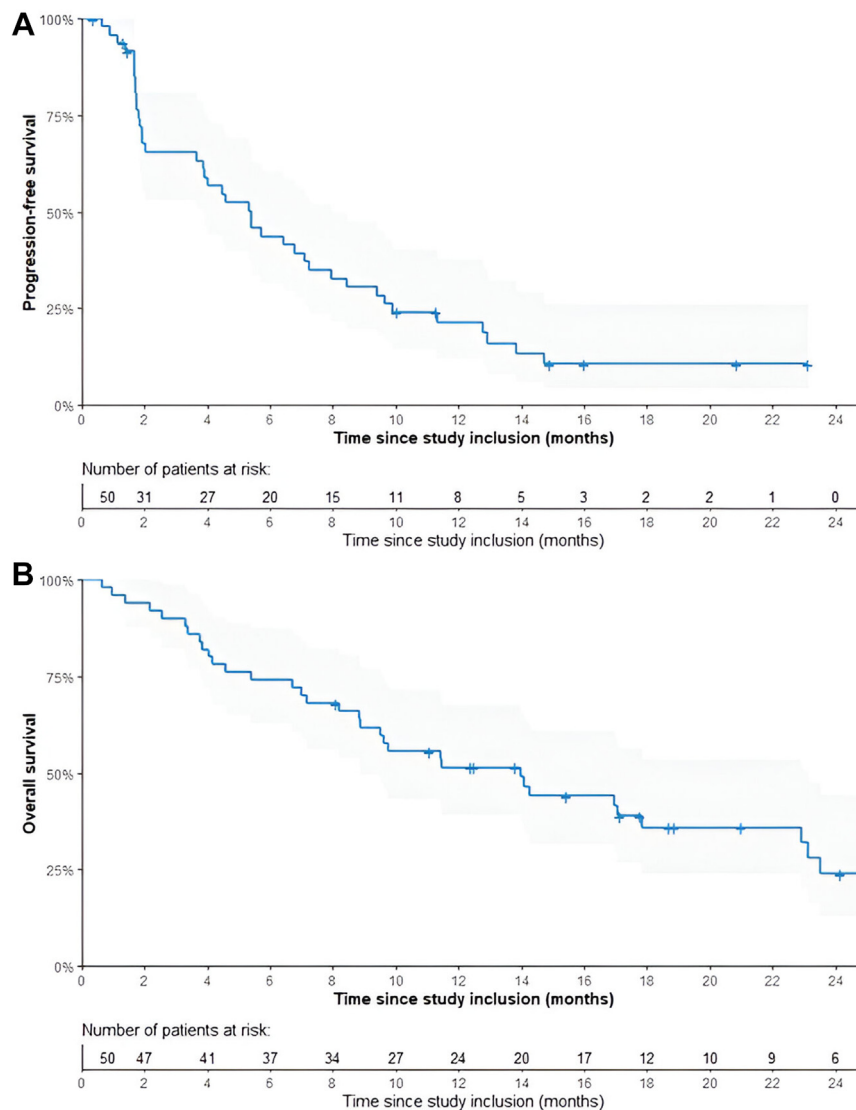 A
100%
75%
50%
25%
0%
Progression-free survival
0 2 4 6 8 10 12 14 16 18 20 22 24
Time since study inclusion (months)
Number of patients at risk:
50 31 27 20 15 11 8 5 3 2 2 1 0
0 2 4 6 8 10 12 14 16 18 20 22 24
Time since study inclusion (months)
B
100%
75%
50%
25%
0%
Overall survival
0 2 4 6 8 10 12 14 16 18 20 22 24
Time since study inclusion (months)
Number of patients at risk:
50 47 41 37 34 27 24 20 17 12 10 9 6
0 2 4 6 8 10 12 14 16 18 20 22 24
Time since study inclusion (months)